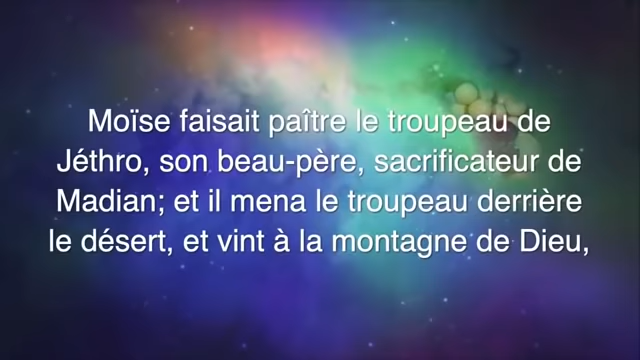 Moïse faisait paître le troupeau de
Jéthro, son beau-père, sacrificateur de
Madian; et il mena le troupeau derrière
le désert, et vint à la montagne de Dieu,